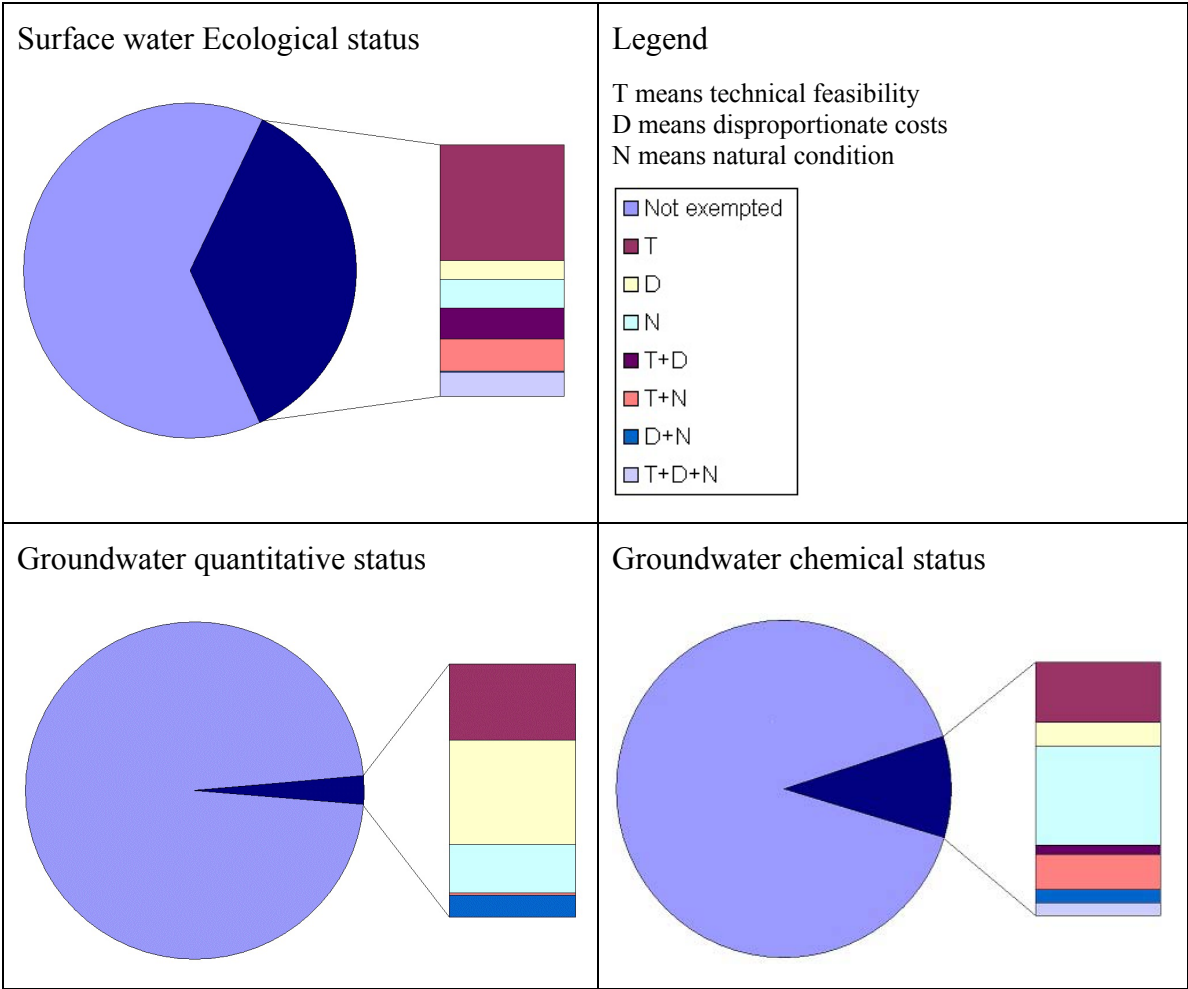 Surface water Ecological status
Legend
T means technical feasibility
D means disproportionate costs
N means natural condition
Not exempted
T
D
N
T+D
T+N
D+N
T+D+N
Groundwater quantitative status
Groundwater chemical status